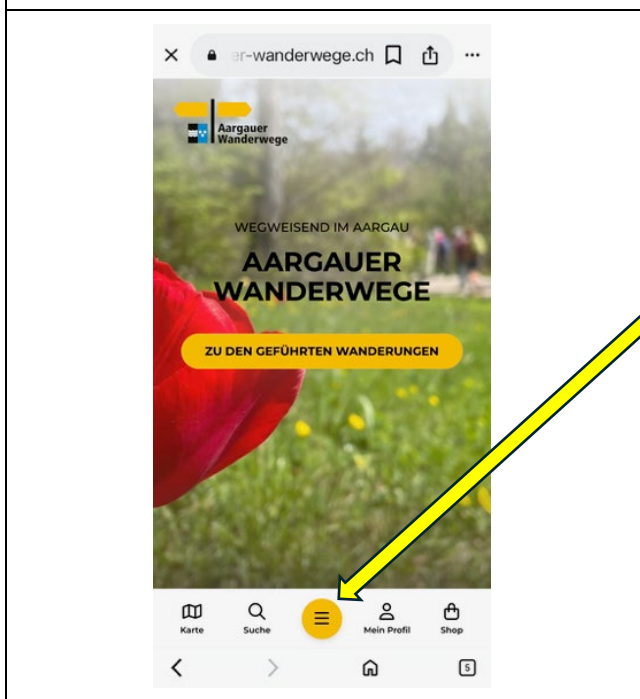 er-wanderwege.ch
Aargauer
Wanderwege
WEGWEISEND IM AARGAU
AARGAUER
WANDERWEGE
ZU DEN GEFÜHRTEN WANDERUNGEN
Karte Suche Mein Profil Shop
5